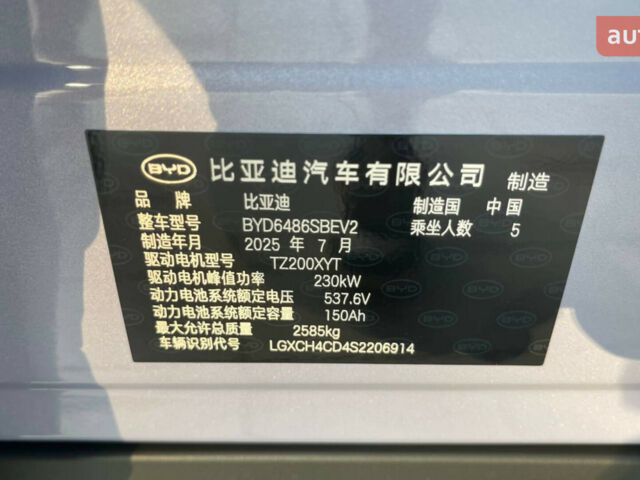 aut
BYD 比亚迪汽车有限公司 制造
品牌 比亚迪 制造国 中国
整车型号 BYD6486SBEV2 乘坐人数 5
制造年月 2025 年 7 月
驱动电机型号 TZ200XYT
驱动电机峰值功率 230kW
动力电池系统额定电压 537.6V
动力电池系统额定容量 150Ah
最大允许总质量 2585kg
车辆识别代号 LGXCH4CD4S2206914